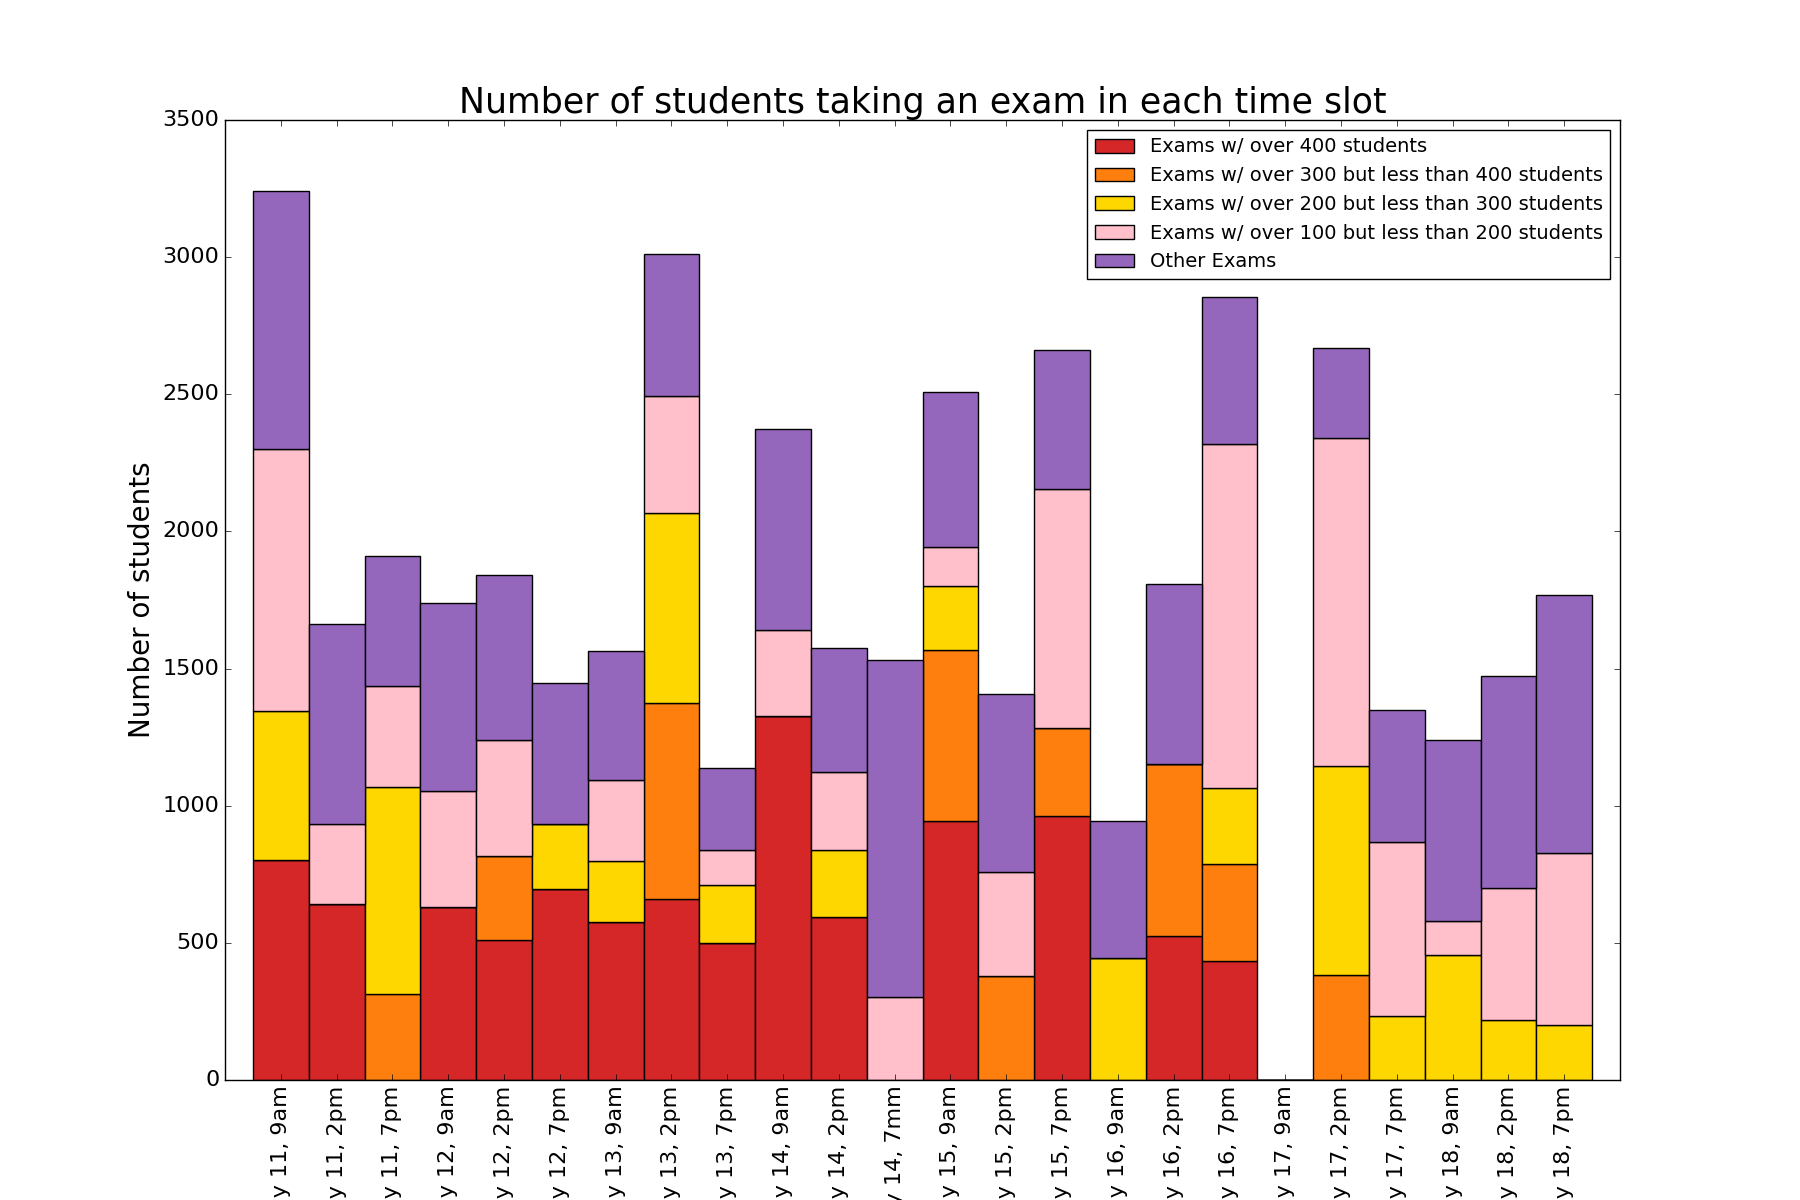 Number of students taking an exam in each time slot
Number of students
3500
3000
2500
2000
1500
1000
500
0
Exams w/ over 400 students
Exams w/ over 300 but less than 400 students
Exams w/ over 200 but less than 300 students
Exams w/ over 100 but less than 200 students
Other Exams
y 11, 9am
y 11, 2pm
y 11, 7pm
y 12, 9am
y 12, 2pm
y 12, 7pm
y 13, 9am
y 13, 2pm
y 13, 7pm
y 14, 9am
y 14, 2pm
y 14, 7mm
y 15, 9am
y 15, 2pm
y 15, 7pm
y 16, 9am
y 16, 2pm
y 16, 7pm
y 17, 9am
y 17, 2pm
y 17, 7pm
y 18, 9am
y 18, 2pm
y 18, 7pm